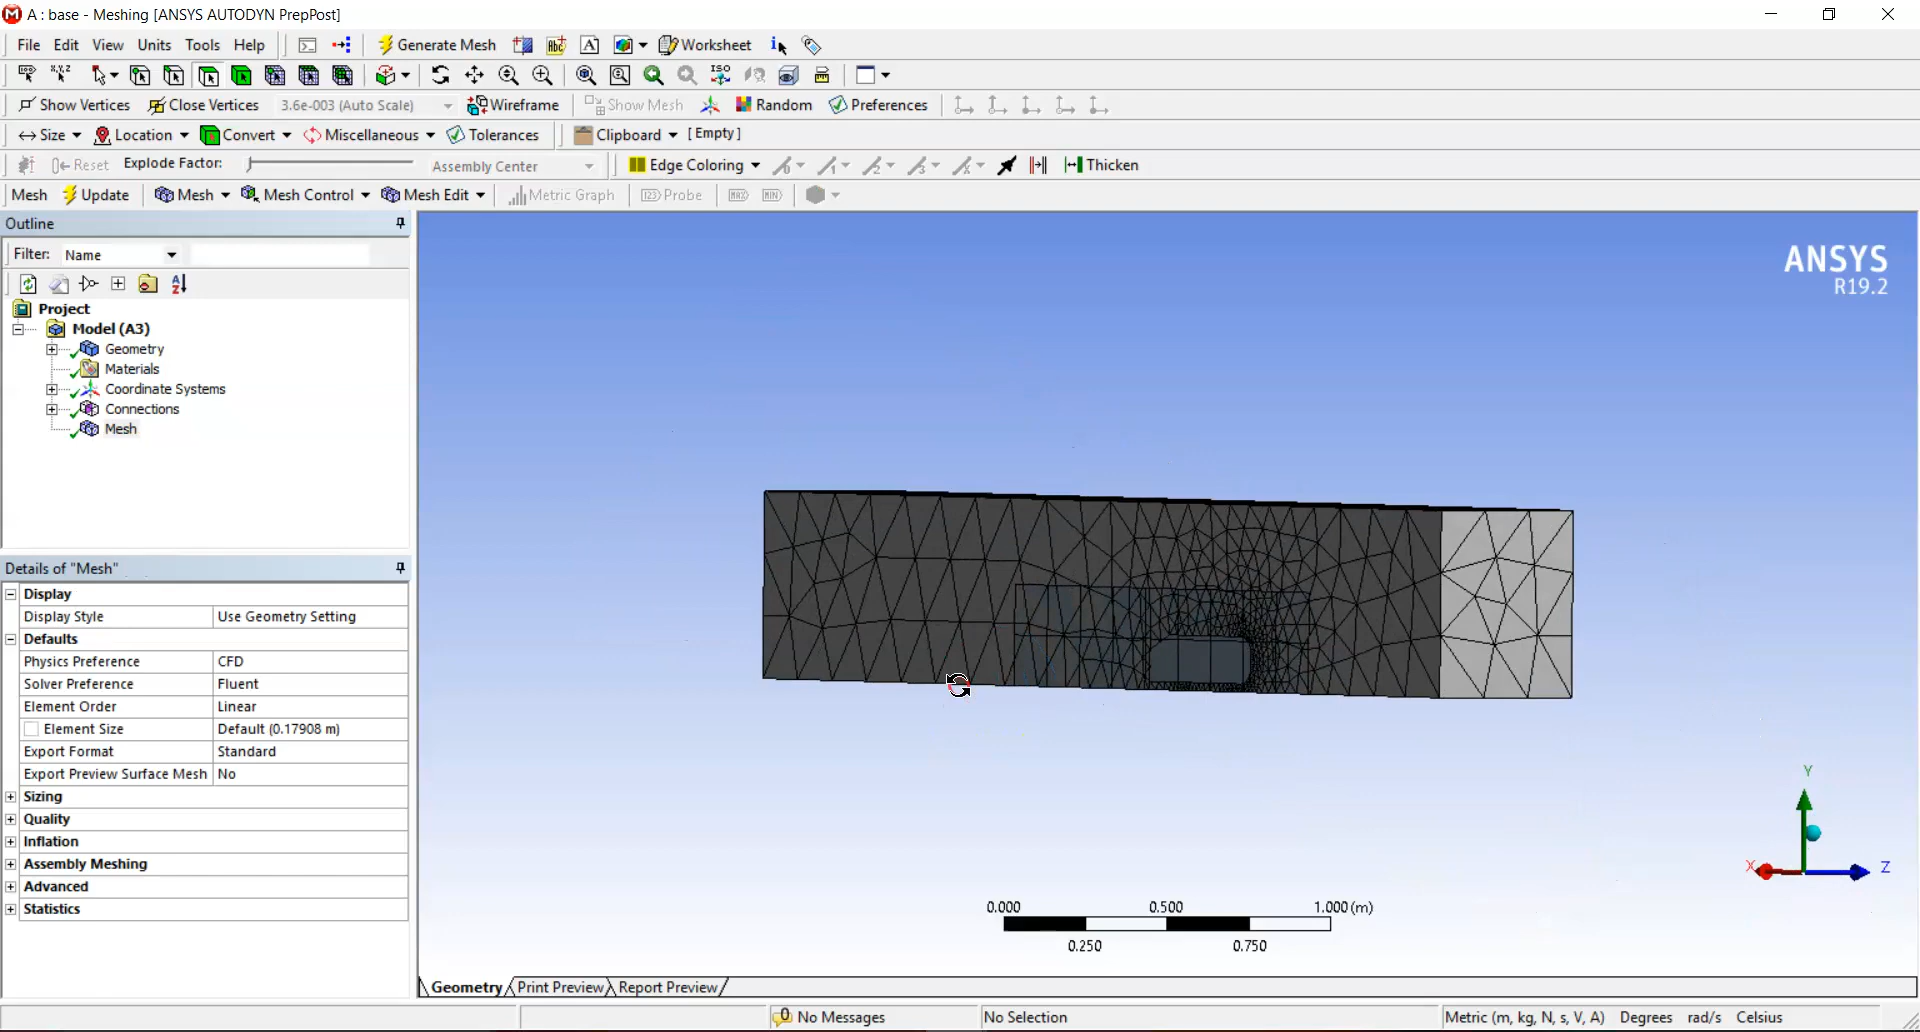 A : base - Meshing [ANSYS AUTODYN PrepPost]
File Edit View Units Tools Help Generate Mesh Worksheet
Show Vertices Close Vertices 3.6e-003 (Auto Scale) Wireframe Show Mesh Random Preferences
Size Location Convert Miscellaneous Tolerances Clipboard [ Empty ]
Reset Explode Factor: Assembly Center Edge Coloring Thicken
Mesh Update Mesh Mesh Control Mesh Edit Metric Graph Probe MAX MIN
Outline
Filter: Name
Project
Model (A3)
Geometry
Materials
Coordinate Systems
Connections
Mesh
Details of "Mesh"
Display
Display Style Use Geometry Setting
Defaults
Physics Preference CFD
Solver Preference Fluent
Element Order Linear
Element Size Default (0.17908 m)
Export Format Standard
Export Preview Surface Mesh No
Sizing
Quality
Inflation
Assembly Meshing
Advanced
Statistics
ANSYS
R19.2
Y
X Z
0.000 0.500 1.000 (m)
0.250 0.750
Geometry Print Preview Report Preview
0 No Messages No Selection Metric (m, kg, N, s, V, A) Degrees rad/s Celsius